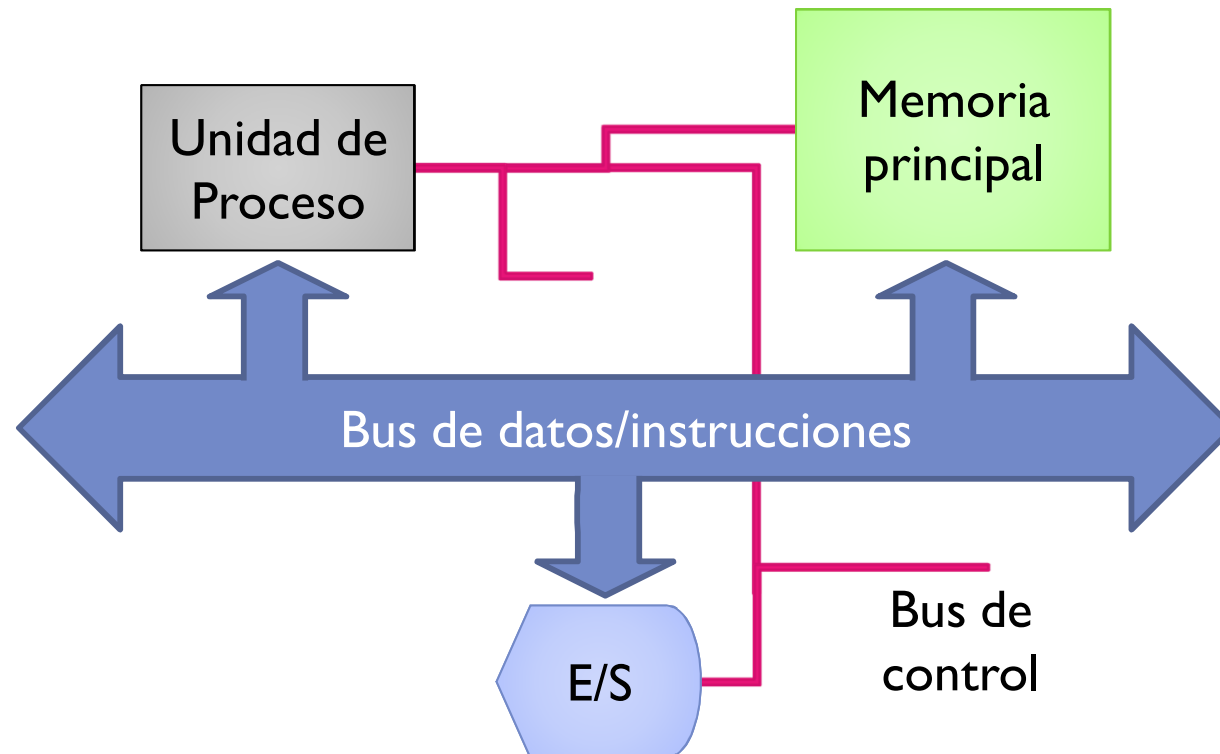 Unidad de
Proceso
Memoria
principal
Bus de datos/instrucciones
E/S
Bus de
control